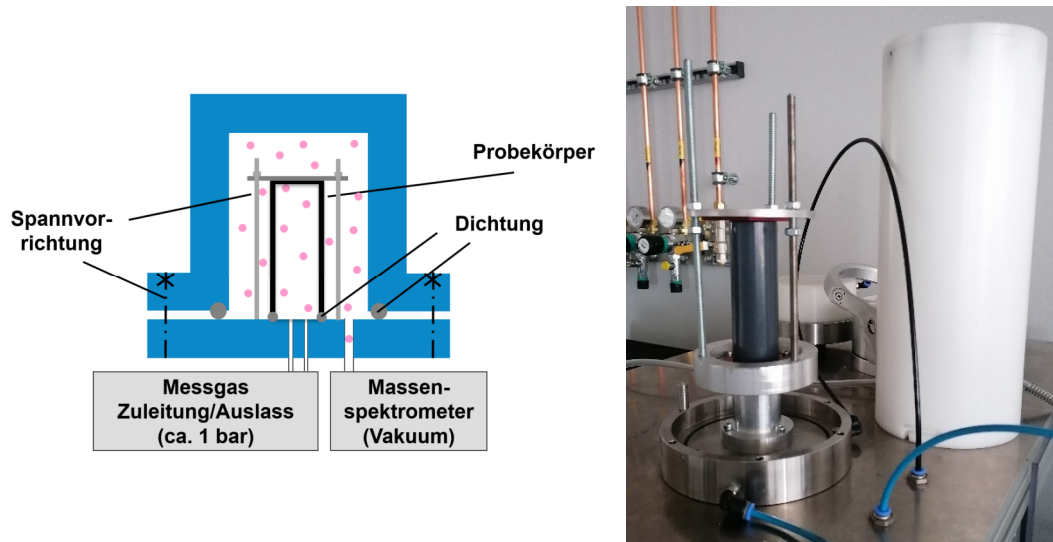 Probekörper
Spannvor-
richtung
Dichtung
Messgas
Zuleitung/Auslass
(ca. 1 bar)
Massen-
spektrometer
(Vakuum)